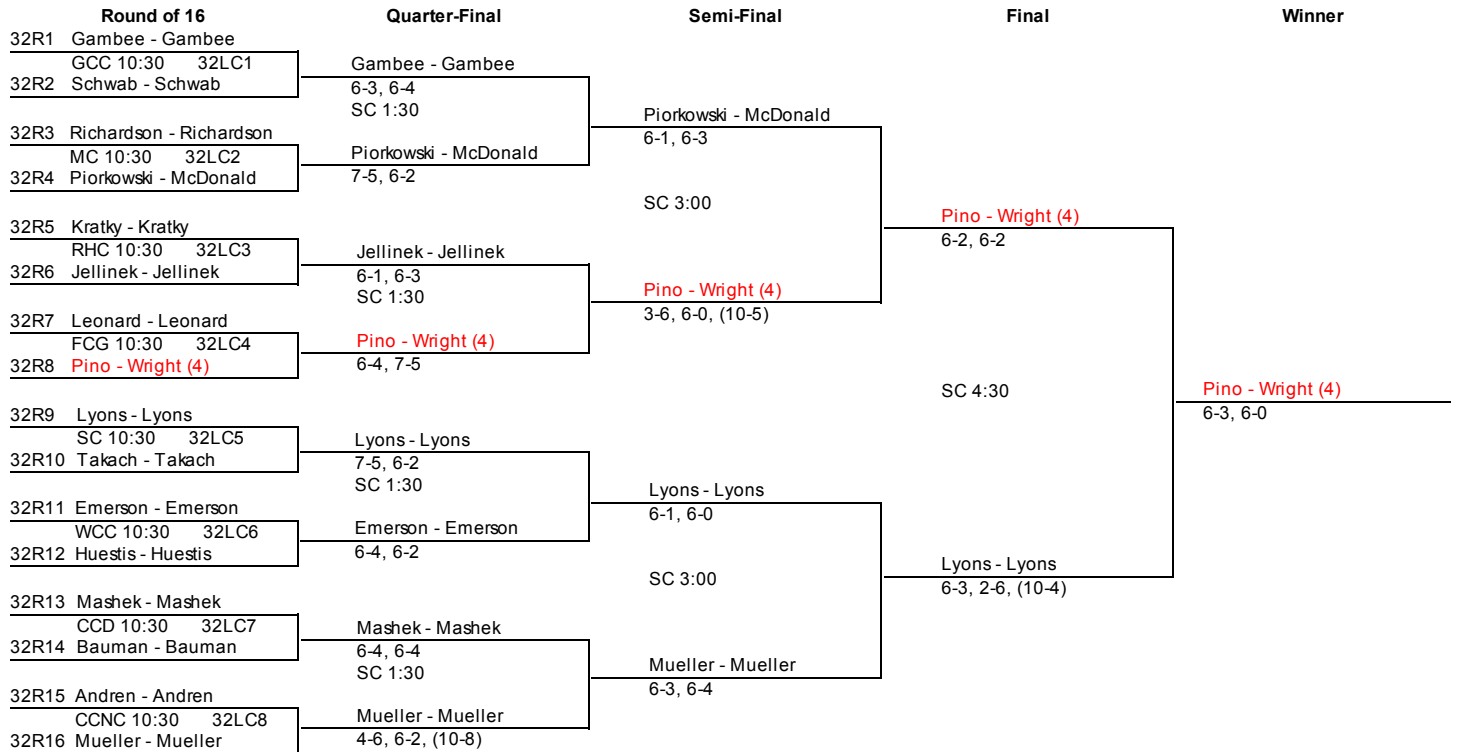 Round of 16 Quarter-Final Semi-Final Final Winner
32R1 Gambee - Gambee
GCC 10:30 32LC1
32R2 Schwab - Schwab
32R3 Richardson - Richardson
MC 10:30 32LC2
32R4 Piorkowski - McDonald
32R5 Kratky - Kratky
RHC 10:30 32LC3
32R6 Jellinek - Jellinek
32R7 Leonard - Leonard
FCG 10:30 32LC4
32R8 Pino - Wright (4)
32R9 Lyons - Lyons
SC 10:30 32LC5
32R10 Takach - Takach
32R11 Emerson - Emerson
WCC 10:30 32LC6
32R12 Huestis - Huestis
32R13 Mashek - Mashek
CCD 10:30 32LC7
32R14 Bauman - Bauman
32R15 Andren - Andren
CCNC 10:30 32LC8
32R16 Mueller - Mueller
Gambee - Gambee
6-3, 6-4
SC 1:30
Piorkowski - McDonald
7-5, 6-2
Jellinek - Jellinek
6-1, 6-3
SC 1:30
Pino - Wright (4)
6-4, 7-5
Lyons - Lyons
7-5, 6-2
SC 1:30
Emerson - Emerson
6-4, 6-2
Mashek - Mashek
6-4, 6-4
SC 1:30
Mueller - Mueller
4-6, 6-2, (10-8)
Piorkowski - McDonald
6-1, 6-3
SC 3:00
Pino - Wright (4)
3-6, 6-0, (10-5)
Lyons - Lyons
6-1, 6-0
SC 3:00
Mueller - Mueller
6-3, 6-4
Pino - Wright (4)
6-2, 6-2
SC 4:30
Lyons - Lyons
6-3, 2-6, (10-4)
Pino - Wright (4)
6-3, 6-0